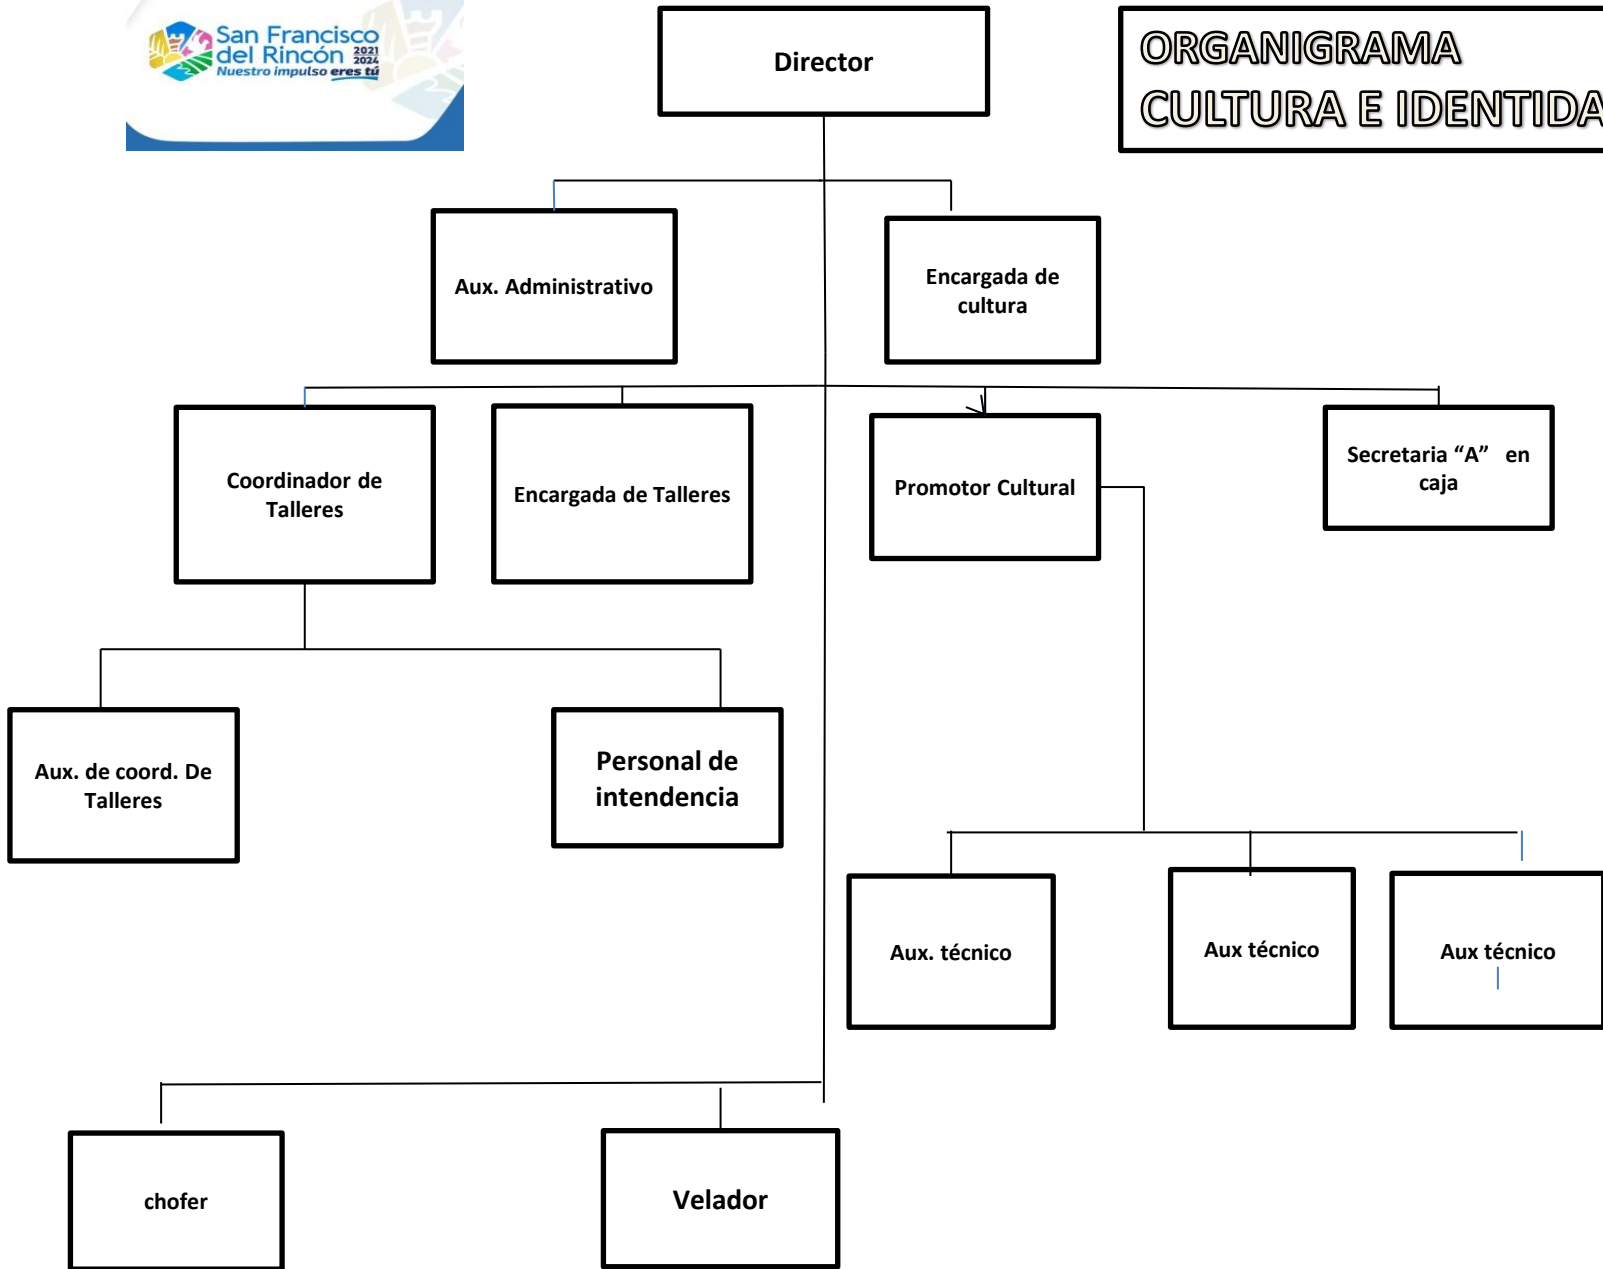 San Francisco
del Rincón 2021 2024
Nuestro impulso eres tú
Director
ORGANIGRAMA
CULTURA E IDENTIDA
Aux. Administrativo
Encargada de
cultura
Coordinador de
Talleres
Encargada de Talleres
Promotor Cultural
Secretaria “A” en
caja
Aux. de coord. De
Talleres
Personal de
intendencia
Aux. técnico
Aux técnico
Aux técnico
chofer
Velador